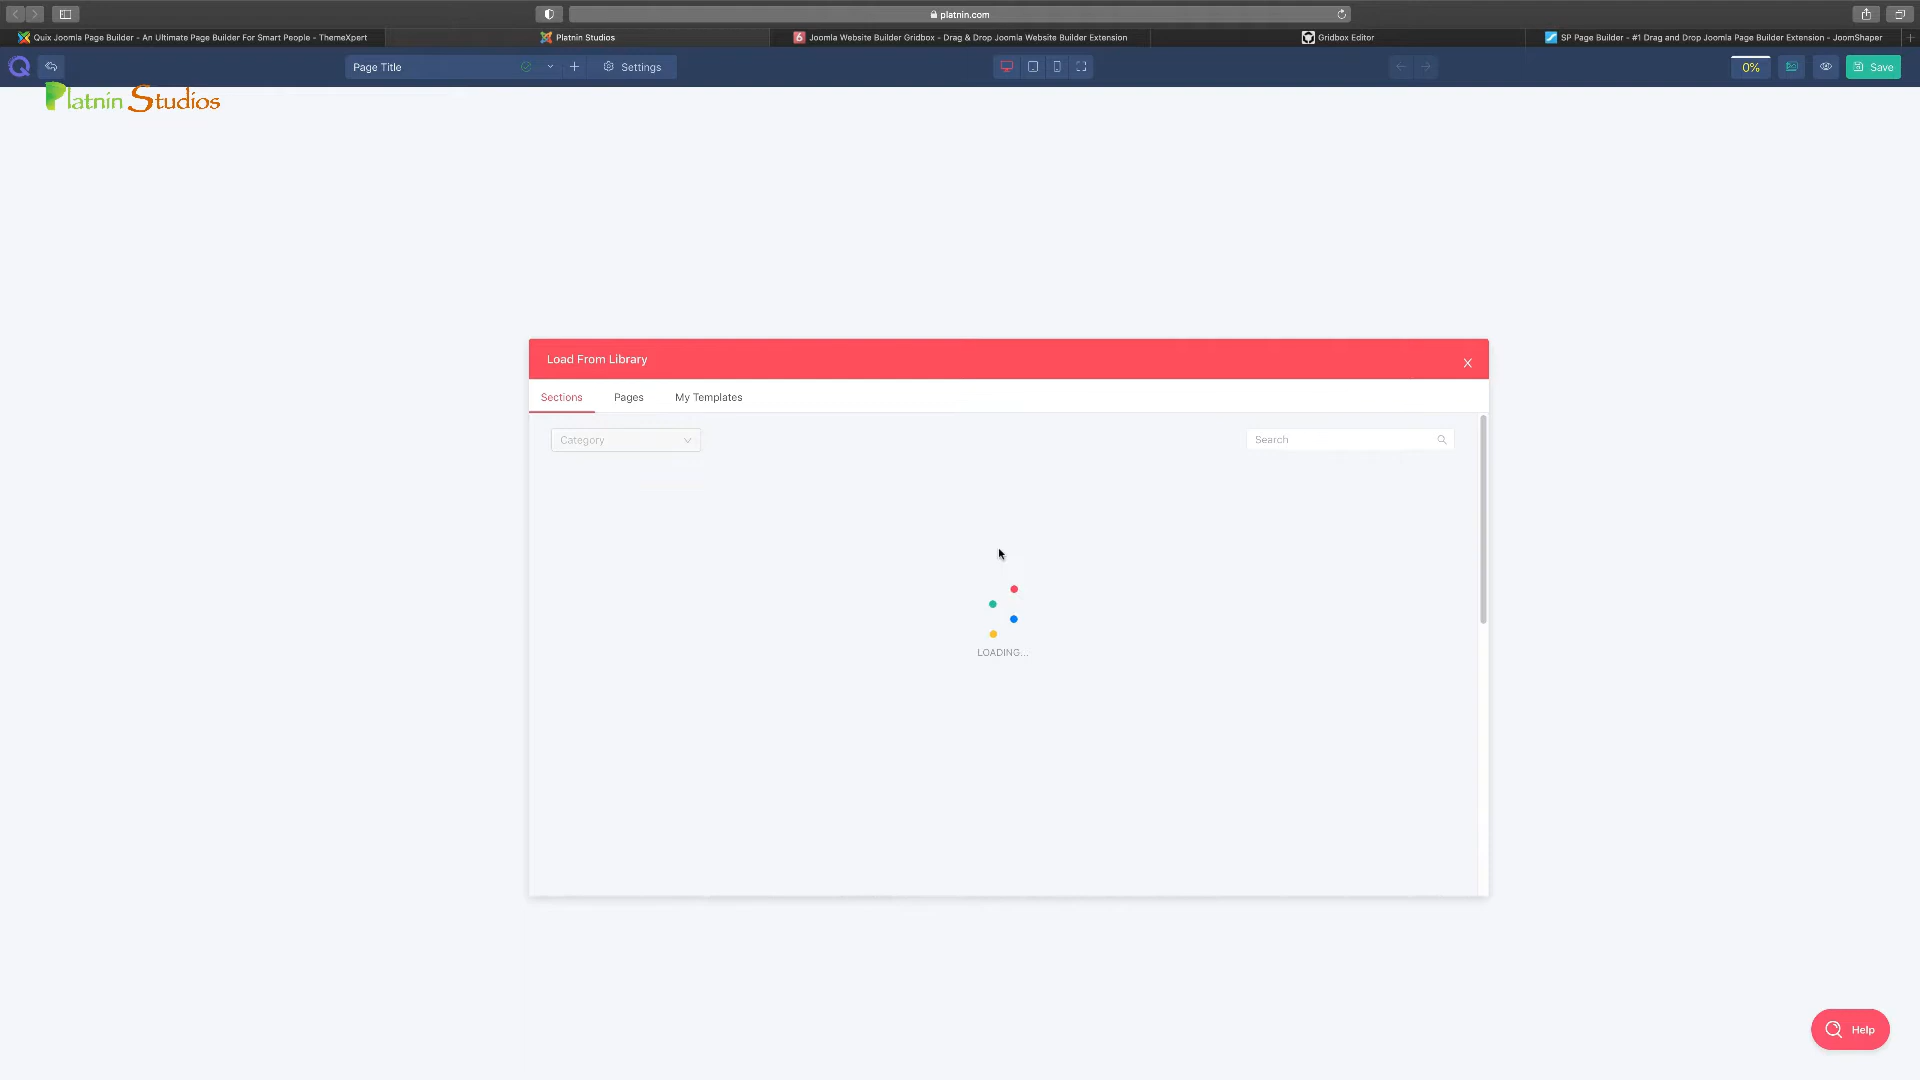 platnin.com
Quix Joomla Page Builder - An Ultimate Page Builder For Smart People - ThemeXpert
Platnin Studios
6 Joomla Website Builder Gridbox - Drag & Drop Joomla Website Builder Extension
Gridbox Editor
SP Page Builder - #1 Drag and Drop Joomla Page Builder Extension - JoomShaper
Page Title
Settings
0%
Save
Platnin Studios
Load From Library
Sections
Pages
My Templates
Category
Search
LOADING...
Help